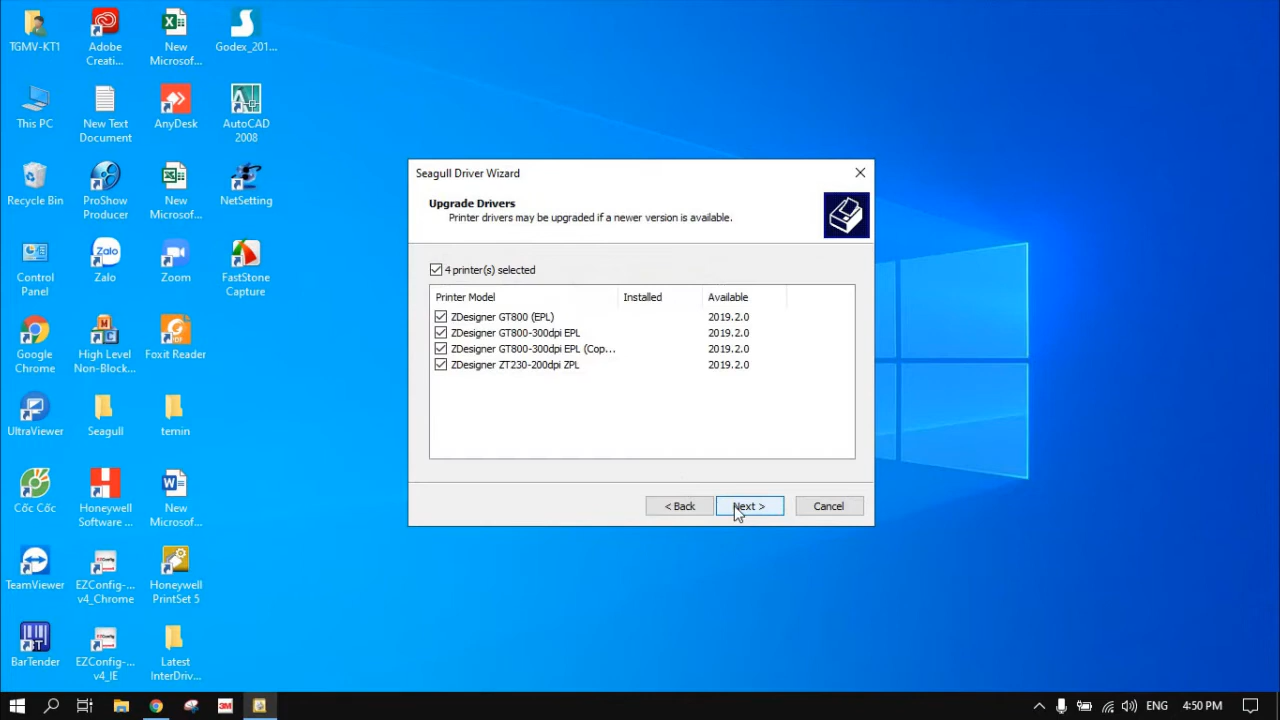 TGMV-KT1
Adobe
Creati...
New
Microsof...
Godex_201...
This PC
New Text
Document
AnyDesk
AutoCAD
2008
Recycle Bin
ProShow
Producer
New
Microsof...
NetSetting
Control
Panel
Zalo
Zalo
Zoom
FastStone
Capture
Google
Chrome
High Level
Non-Block...
Foxit Reader
UltraViewer
Seagull
temin
Cốc Cốc
Honeywell
Software ...
New
Microsof...
TeamViewer
EZConfig-...
v4_Chrome
Honeywell
PrintSet 5
BarTender
EZConfig-...
v4_IE
Latest
InterDriv...
Seagull Driver Wizard
Upgrade Drivers
Printer drivers may be upgraded if a newer version is available.
4 printer(s) selected
Printer Model Installed Available
ZDesigner GT800 (EPL) 2019.2.0
ZDesigner GT800-300dpi EPL 2019.2.0
ZDesigner GT800-300dpi EPL (Cop... 2019.2.0
ZDesigner ZT230-200dpi ZPL 2019.2.0
< Back Next > Cancel
3M
ENG 4:50 PM